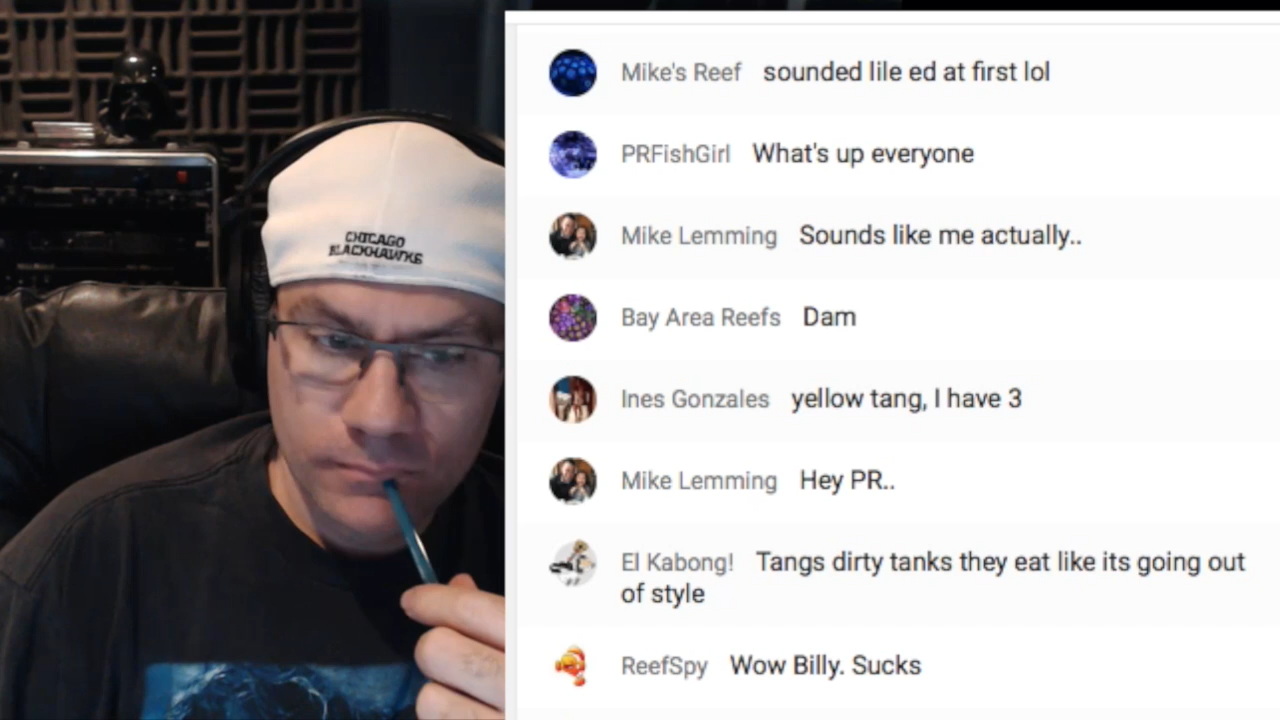 CHICAGO
BLACKHAWKS
Mike's Reef sounded lile ed at first lol
PRFishGirl What's up everyone
Mike Lemming Sounds like me actually..
Bay Area Reefs Dam
Ines Gonzales yellow tang, I have 3
Mike Lemming Hey PR..
El Kabong! Tangs dirty tanks they eat like its going out
of style
ReefSpy Wow Billy. Sucks